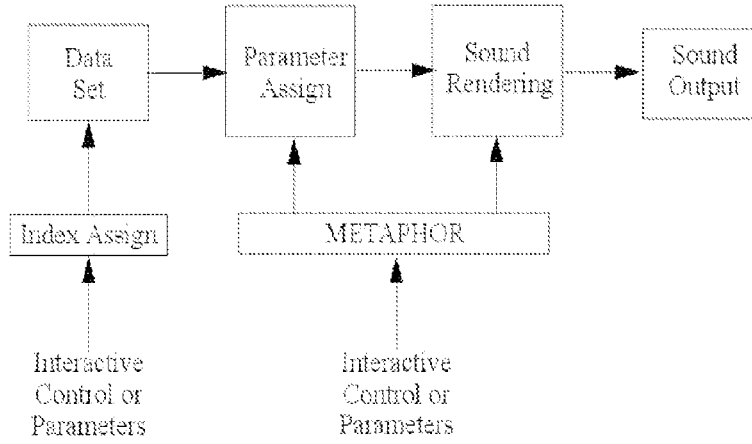 Data
Set
Parameter
Assign
Sound
Rendering
Sound
Output
Index Assign
METAPHOR
Interactive
Control or
Parameters
Interactive
Control or
Parameters